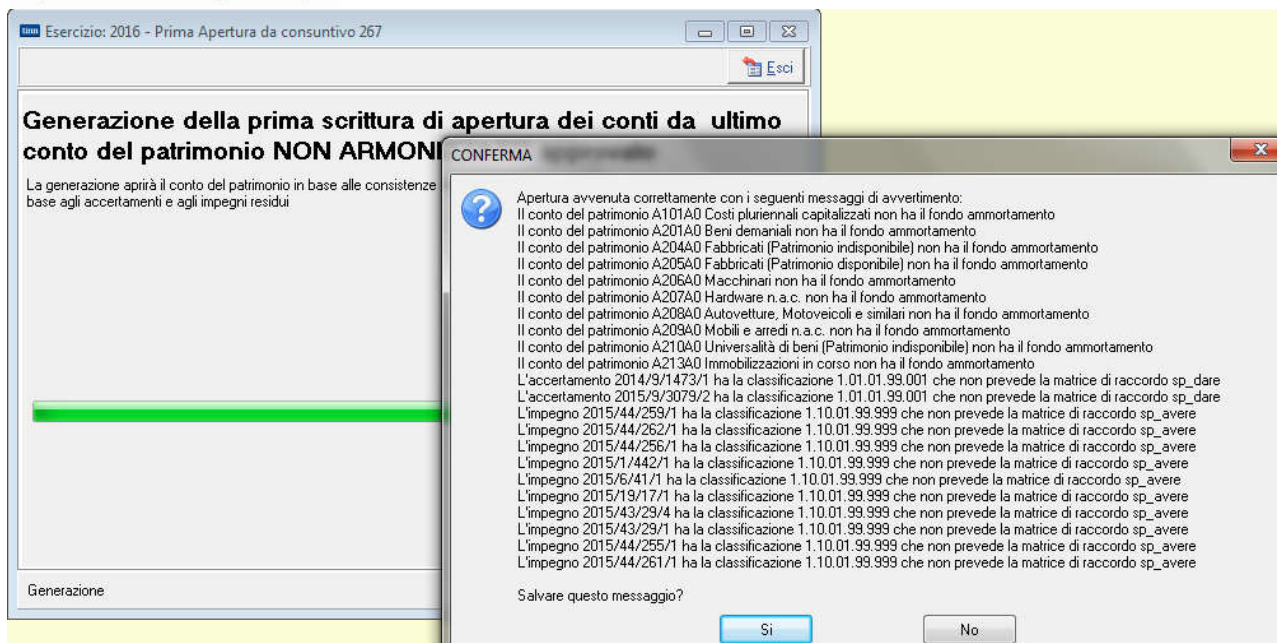 tinn Esercizio: 2016 - Prima Apertura da consuntivo 267
Esci
Generazione della prima scrittura di apertura dei conti da ultimo
conto del patrimonio NON ARMONI
La generazione aprirà il conto del patrimonio in base alle consistenze
base agli accertamenti e agli impegni residui
Generazione
CONFERMA
Apertura avvenuta correttamente con i seguenti messaggi di avvertimento:
Il conto del patrimonio A101A0 Costi pluriennali capitalizzati non ha il fondo ammortamento
Il conto del patrimonio A201A0 Beni demaniali non ha il fondo ammortamento
Il conto del patrimonio A204A0 Fabbricati (Patrimonio indisponibile) non ha il fondo ammortamento
Il conto del patrimonio A205A0 Fabbricati (Patrimonio disponibile) non ha il fondo ammortamento
Il conto del patrimonio A206A0 Macchinari non ha il fondo ammortamento
Il conto del patrimonio A207A0 Hardware n.a.c. non ha il fondo ammortamento
Il conto del patrimonio A208A0 Autovetture, Motoveicoli e similari non ha il fondo ammortamento
Il conto del patrimonio A209A0 Mobili e arredi n.a.c. non ha il fondo ammortamento
Il conto del patrimonio A210A0 Universalità di beni (Patrimonio indisponibile) non ha il fondo ammortamento
Il conto del patrimonio A213A0 Immobilizzazioni in corso non ha il fondo ammortamento
L'accertamento 2014/9/1473/1 ha la classificazione 1.01.01.99.001 che non prevede la matrice di raccordo sp_dare
L'accertamento 2015/9/3079/2 ha la classificazione 1.01.01.99.001 che non prevede la matrice di raccordo sp_dare
L'impegno 2015/44/259/1 ha la classificazione 1.10.01.99.999 che non prevede la matrice di raccordo sp_avere
L'impegno 2015/44/262/1 ha la classificazione 1.10.01.99.999 che non prevede la matrice di raccordo sp_avere
L'impegno 2015/44/256/1 ha la classificazione 1.10.01.99.999 che non prevede la matrice di raccordo sp_avere
L'impegno 2015/1/442/1 ha la classificazione 1.10.01.99.999 che non prevede la matrice di raccordo sp_avere
L'impegno 2015/6/41/1 ha la classificazione 1.10.01.99.999 che non prevede la matrice di raccordo sp_avere
L'impegno 2015/19/17/1 ha la classificazione 1.10.01.99.999 che non prevede la matrice di raccordo sp_avere
L'impegno 2015/43/29/4 ha la classificazione 1.10.01.99.999 che non prevede la matrice di raccordo sp_avere
L'impegno 2015/43/29/1 ha la classificazione 1.10.01.99.999 che non prevede la matrice di raccordo sp_avere
L'impegno 2015/44/255/1 ha la classificazione 1.10.01.99.999 che non prevede la matrice di raccordo sp_avere
L'impegno 2015/44/261/1 ha la classificazione 1.10.01.99.999 che non prevede la matrice di raccordo sp_avere
Salvare questo messaggio?
Si
No